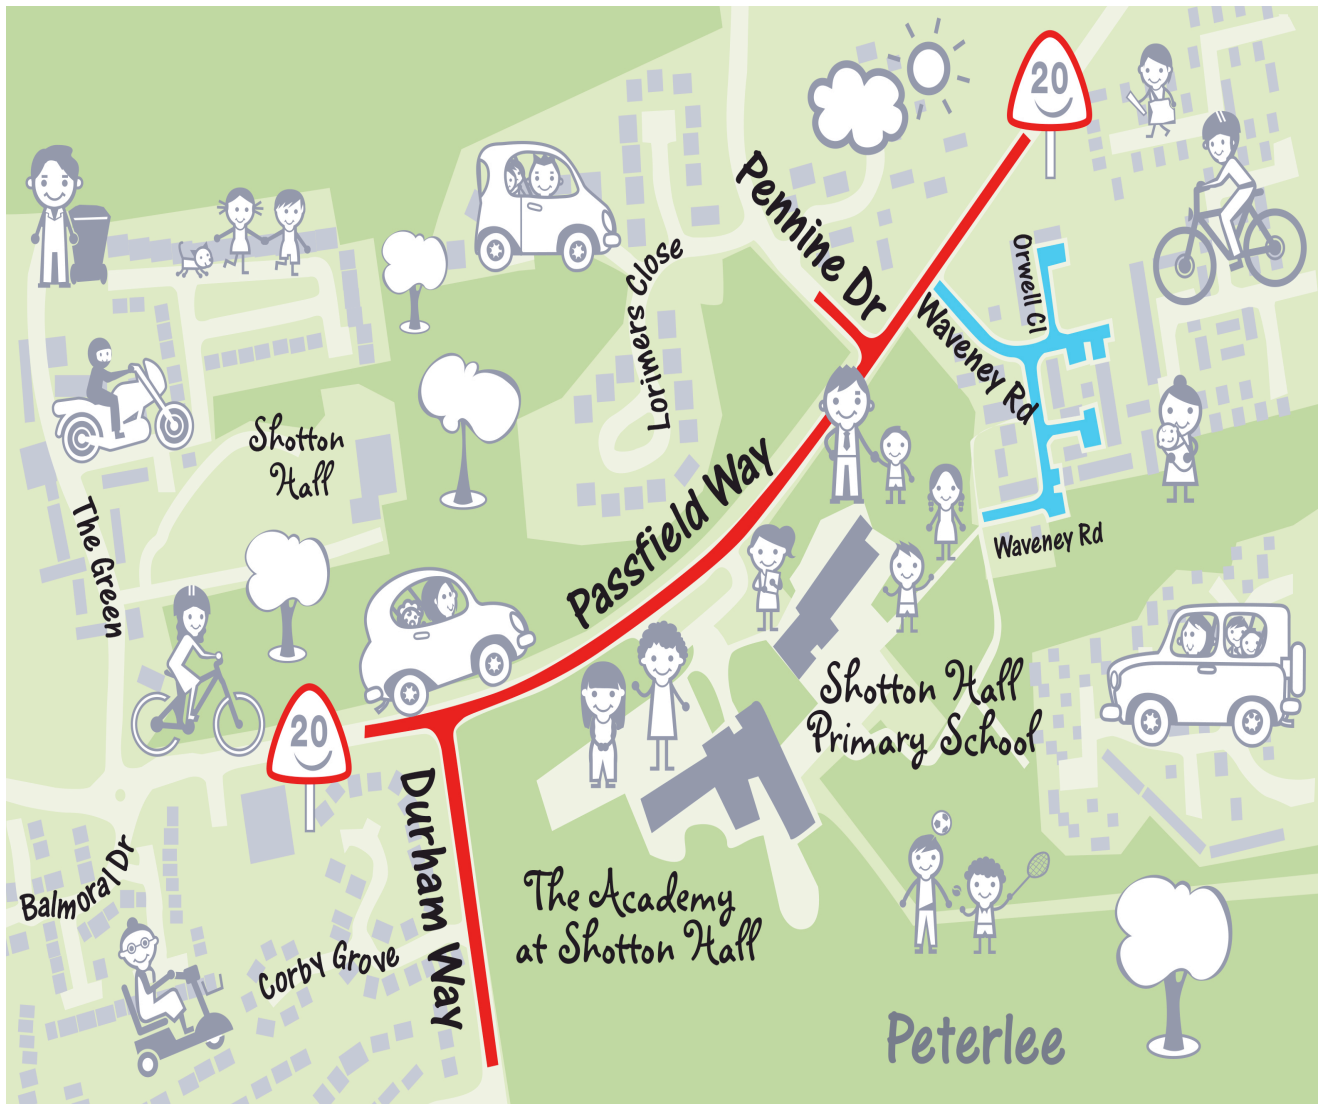 20
Pennine Dr
Orwell Cl
Lorimers Close
Waveney Rd
Shotton
Hall
Passfield Way
The Green
Waveney Rd
Shotton Hall
Primary School
20
Durham Way
Balmoral Dr
The Academy
at Shotton Hall
Corby Grove
Peterlee